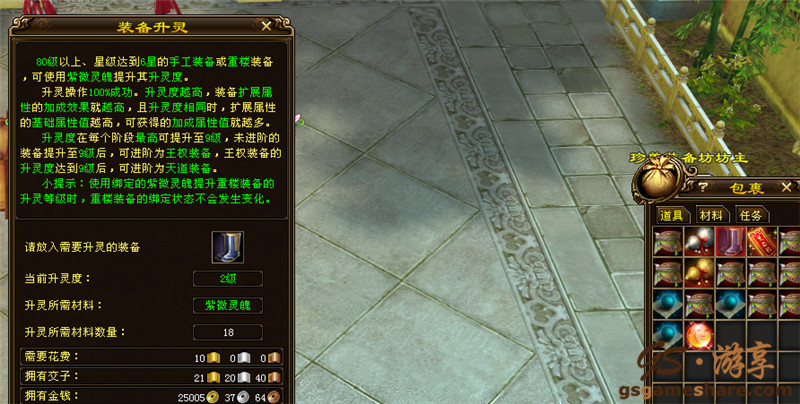 装备升灵
80级以上、星级达到6星的手工装备或重楼装备
，可使用紫微灵魄提升其升灵度。
升灵操作100%成功。升灵度越高，装备扩展属
性的加成效果就越高，且升灵度相同时，扩展属性
的基础属性值越高，可获得的加成属性值就越多。
升灵度在每个阶段最高可提升至9级，未进阶的
装备提升至9级后，可进阶为王权装备，王权装备的
升灵度达到9级后，可进阶为天道装备。
小提示：使用绑定的紫微灵魄提升重楼装备的
升灵等级时，重楼装备的绑定状态不会发生变化。
请放入需要升灵的装备
当前升灵度： 2级
升灵所需材料： 紫微灵魄
升灵所需材料数量： 18
需要花费： 10 0 0
拥有交子： 21 20 40
拥有金钱： 25005 37 64
装备坊坊主
? 包裹
道具 材料 任务
GS·游享
gsgameshare.com